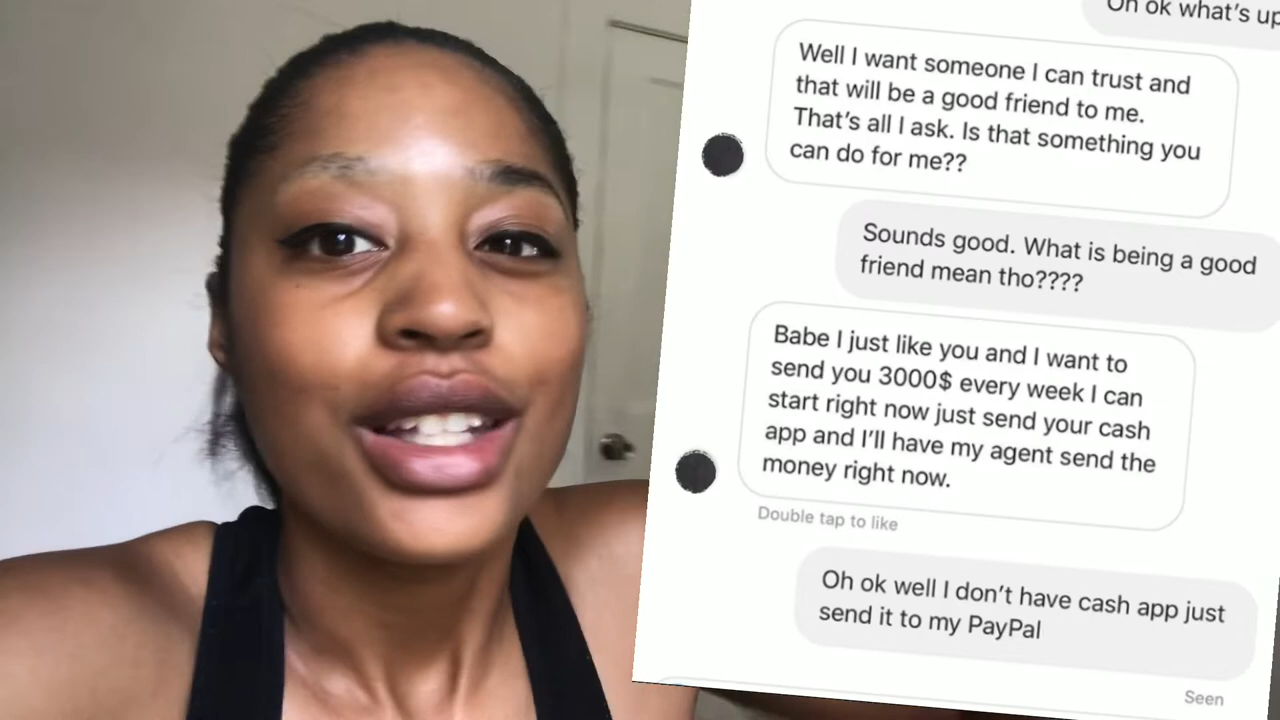 Oh ok what's up
Well I want someone I can trust and
that will be a good friend to me.
That's all I ask. Is that something you
can do for me??
Sounds good. What is being a good
friend mean tho????
Babe I just like you and I want to
send you 3000$ every week I can
start right now just send your cash
app and I'll have my agent send the
money right now.
Double tap to like
Oh ok well I don't have cash app just
send it to my PayPal
Seen